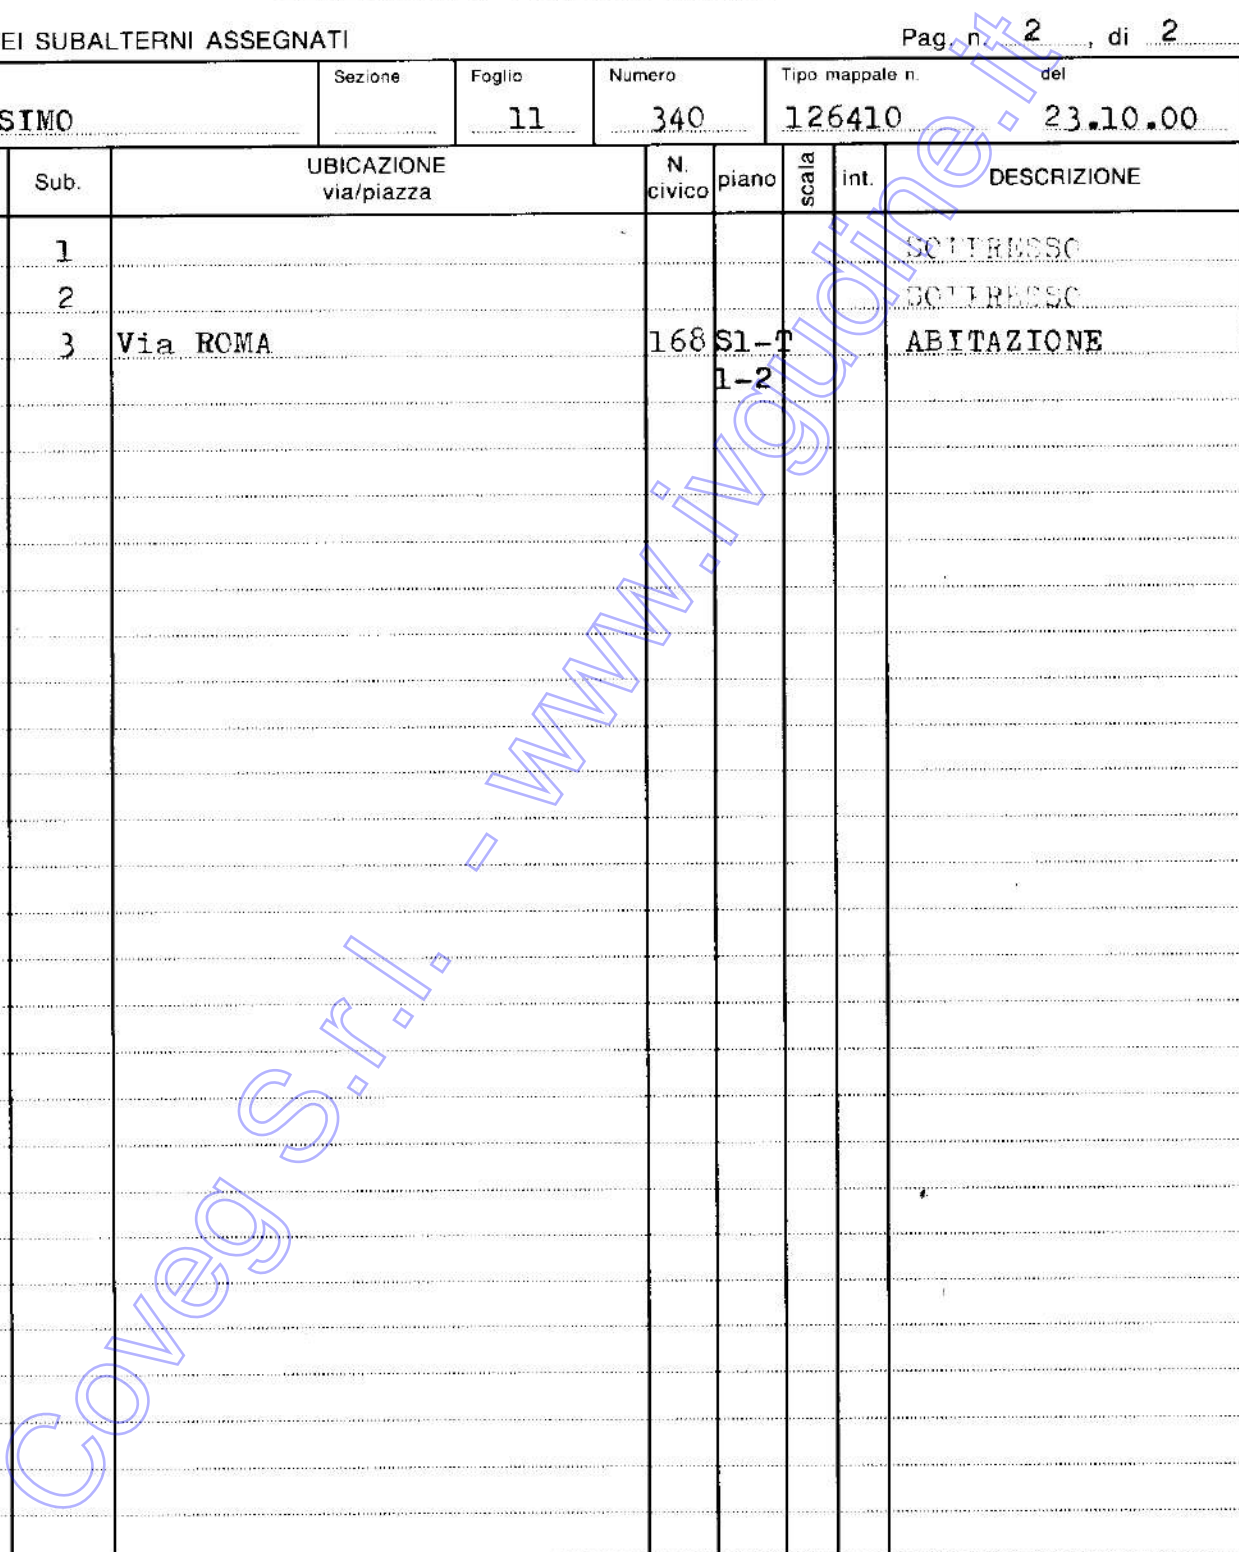 EI SUBALTERNI ASSEGNATI Pag. n. 2 , di 2
Sezione Foglio Numero Tipo mappale n. del
SIMO 11 340 126410 23.10.00
Sub. UBICAZIONE via/piazza N. civico piano scala int. DESCRIZIONE
1 SOPPRESSO
2 SOPPRESSO
3 Via ROMA 168 S1-T ABITAZIONE
1-2
Coveg S.r.l. - www.ivgudine.it